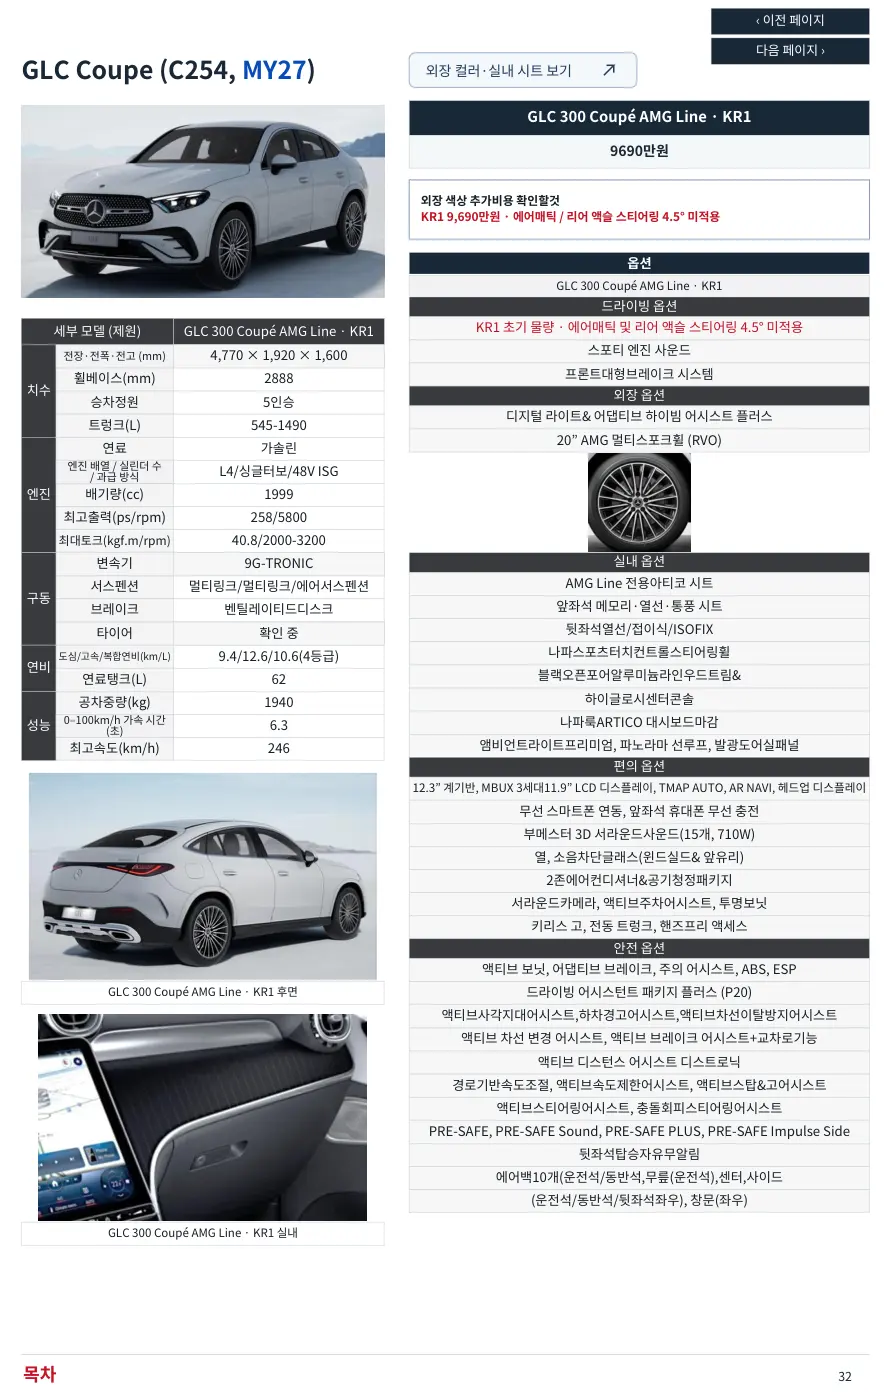 ‹ 이전 페이지
다음 페이지 ›
GLC Coupe (C254, MY27)
외장 컬러·실내 시트 보기
GLC 300 Coupé AMG Line · KR1
9690만원
외장 색상 추가비용 확인할것
KR1 9,690만원 · 에어매틱 / 리어 액슬 스티어링 4.5° 미적용
세부 모델 (제원) GLC 300 Coupé AMG Line · KR1
치수
전장·전폭·전고 (mm) 4,770 × 1,920 × 1,600
휠베이스(mm) 2888
승차정원 5인승
트렁크(L) 545-1490
엔진
연료 가솔린
엔진 배열 / 실린더 수
/ 과급 방식 L4/싱글터보/48V ISG
배기량(cc) 1999
최고출력(ps/rpm) 258/5800
최대토크(kgf.m/rpm) 40.8/2000-3200
구동
변속기 9G-TRONIC
서스펜션 멀티링크/멀티링크/에어서스펜션
브레이크 벤틸레이티드디스크
타이어 확인 중
연비
도심/고속/복합연비(km/L) 9.4/12.6/10.6(4등급)
연료탱크(L) 62
성능
공차중량(kg) 1940
0–100km/h 가속 시간
(초) 6.3
최고속도(km/h) 246
GLC 300 Coupé AMG Line · KR1 후면
GLC 300 Coupé AMG Line · KR1 실내
옵션
GLC 300 Coupé AMG Line · KR1
드라이빙 옵션
KR1 초기 물량 · 에어매틱 및 리어 액슬 스티어링 4.5° 미적용
스포티 엔진 사운드
프론트대형브레이크 시스템
외장 옵션
디지털 라이트& 어댑티브 하이빔 어시스트 플러스
20” AMG 멀티스포크휠 (RVO)
실내 옵션
AMG Line 전용아티코 시트
앞좌석 메모리·열선·통풍 시트
뒷좌석열선/접이식/ISOFIX
나파스포츠터치컨트롤스티어링휠
블랙오픈포어알루미늄라인우드트림&
하이글로시센터콘솔
나파룩ARTICO 대시보드마감
앰비언트라이트프리미엄, 파노라마 선루프, 발광도어실패널
편의 옵션
12.3” 계기반, MBUX 3세대11.9” LCD 디스플레이, TMAP AUTO, AR NAVI, 헤드업 디스플레이
무선 스마트폰 연동, 앞좌석 휴대폰 무선 충전
부메스터 3D 서라운드사운드(15개, 710W)
열, 소음차단글래스(윈드실드& 앞유리)
2존에어컨디셔너&공기청정패키지
서라운드카메라, 액티브주차어시스트, 투명보닛
키리스 고, 전동 트렁크, 핸즈프리 액세스
안전 옵션
액티브 보닛, 어댑티브 브레이크, 주의 어시스트, ABS, ESP
드라이빙 어시스턴트 패키지 플러스 (P20)
액티브사각지대어시스트,하차경고어시스트,액티브차선이탈방지어시스트
액티브 차선 변경 어시스트, 액티브 브레이크 어시스트+교차로기능
액티브 디스턴스 어시스트 디스트로닉
경로기반속도조절, 액티브속도제한어시스트, 액티브스탑&고어시스트
액티브스티어링어시스트, 충돌회피스티어링어시스트
PRE-SAFE, PRE-SAFE Sound, PRE-SAFE PLUS, PRE-SAFE Impulse Side
뒷좌석탑승자유무알림
에어백10개(운전석/동반석,무릎(운전석),센터,사이드
(운전석/동반석/뒷좌석좌우), 창문(좌우)
목차
32